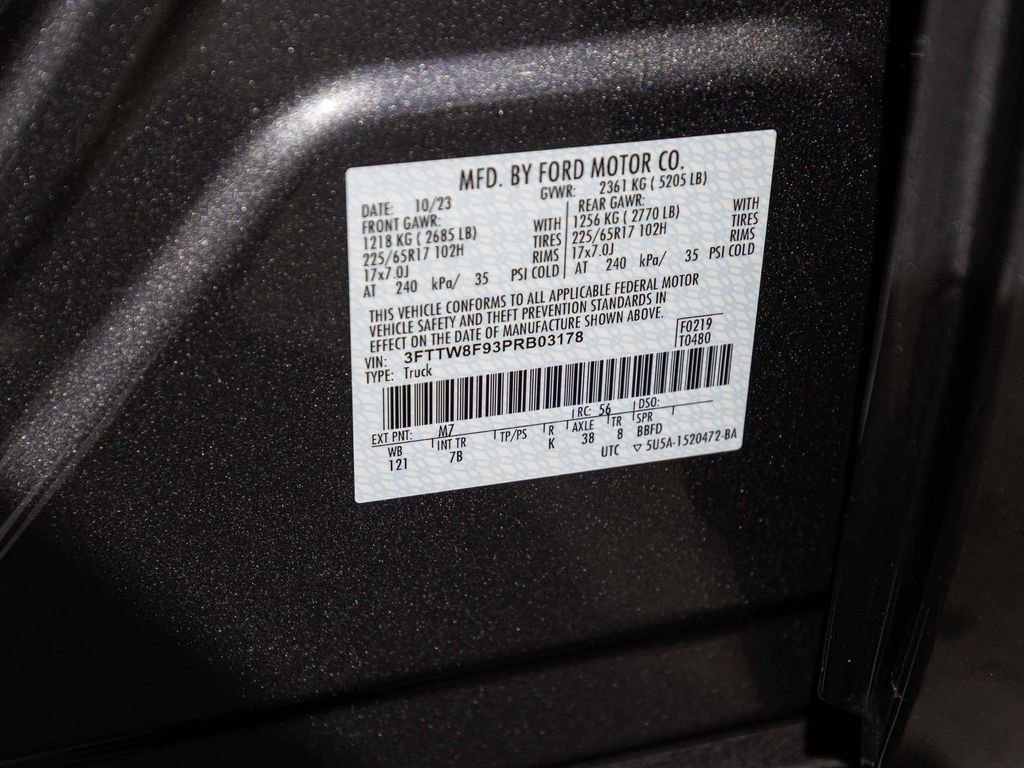 MFD. BY FORD MOTOR CO.
DATE: 10/23 GVWR: 2361 KG ( 5205 LB)
FRONT GAWR: REAR GAWR:
1218 KG ( 2685 LB) WITH 1256 KG ( 2770 LB) WITH
225/65R17 102H TIRES 225/65R17 102H TIRES
17x7.0J RIMS 17x7.0J RIMS
AT 240 kPa/ 35 PSI COLD AT 240 kPa/ 35 PSI COLD
THIS VEHICLE CONFORMS TO ALL APPLICABLE FEDERAL MOTOR
VEHICLE SAFETY AND THEFT PREVENTION STANDARDS IN
EFFECT ON THE DATE OF MANUFACTURE SHOWN ABOVE.
VIN: 3FTTW8F93PRB03178 F0219
TYPE: Truck T0480
EXT PNT: M7 RC: 56 DSO:
WB INT TR TP/PS R AXLE TR SPR
121 7B K 38 8 BBFD
UTC ▽ 5U5A-1520472-BA